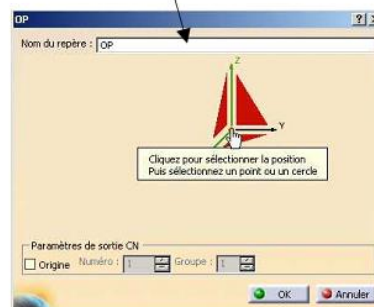 OP
Nom du repère : OP
Z
Y
Cliquez pour sélectionner la position
Puis sélectionnez un point ou un cercle
Paramètres de sortie CN
Origine Numéro : 1 Groupe : 1
OK Annuler